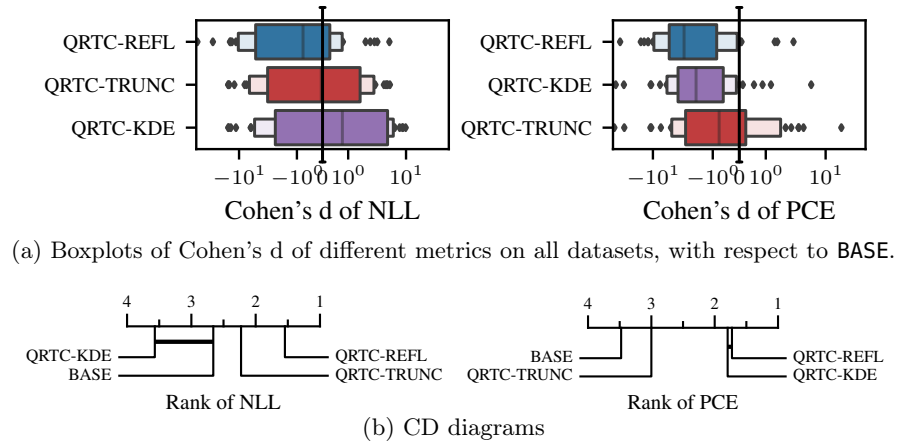 QRTC-REFL
QRTC-TRUNC
QRTC-KDE
−10¹ −10⁰ 0 10⁰ 10¹
Cohen's d of NLL
QRTC-REFL
QRTC-KDE
QRTC-TRUNC
−10¹ −10⁰ 0 10⁰ 10¹
Cohen's d of PCE
(a) Boxplots of Cohen's d of different metrics on all datasets, with respect to BASE.
4 3 2 1
QRTC-KDE QRTC-REFL
BASE QRTC-TRUNC
Rank of NLL
4 3 2 1
BASE QRTC-REFL
QRTC-TRUNC QRTC-KDE
Rank of PCE
(b) CD diagrams